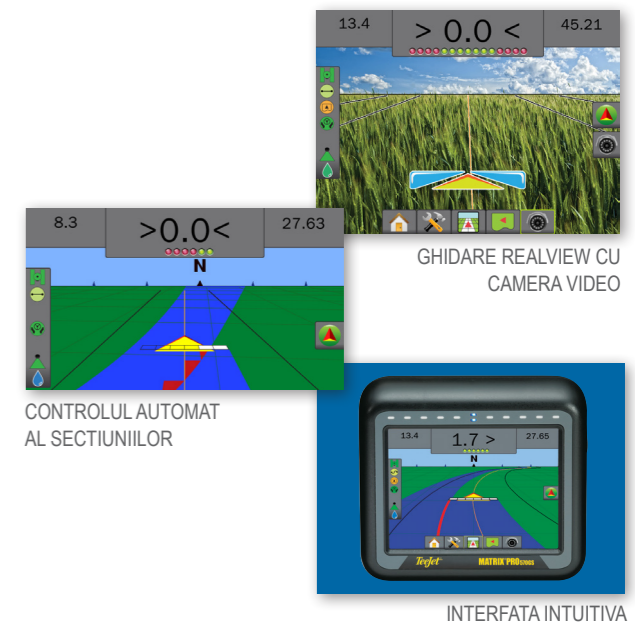 13.4
> 0.0 <
45.21
GHIDARE REALVIEW CU
CAMERA VIDEO
8.3
>0.0<
27.63
N
CONTROLUL AUTOMAT
AL SECTIUNIILOR
13.4
1.7 >
27.65
N
TeeJet
MATRIX PRO 570GS
INTERFATA INTUITIVA